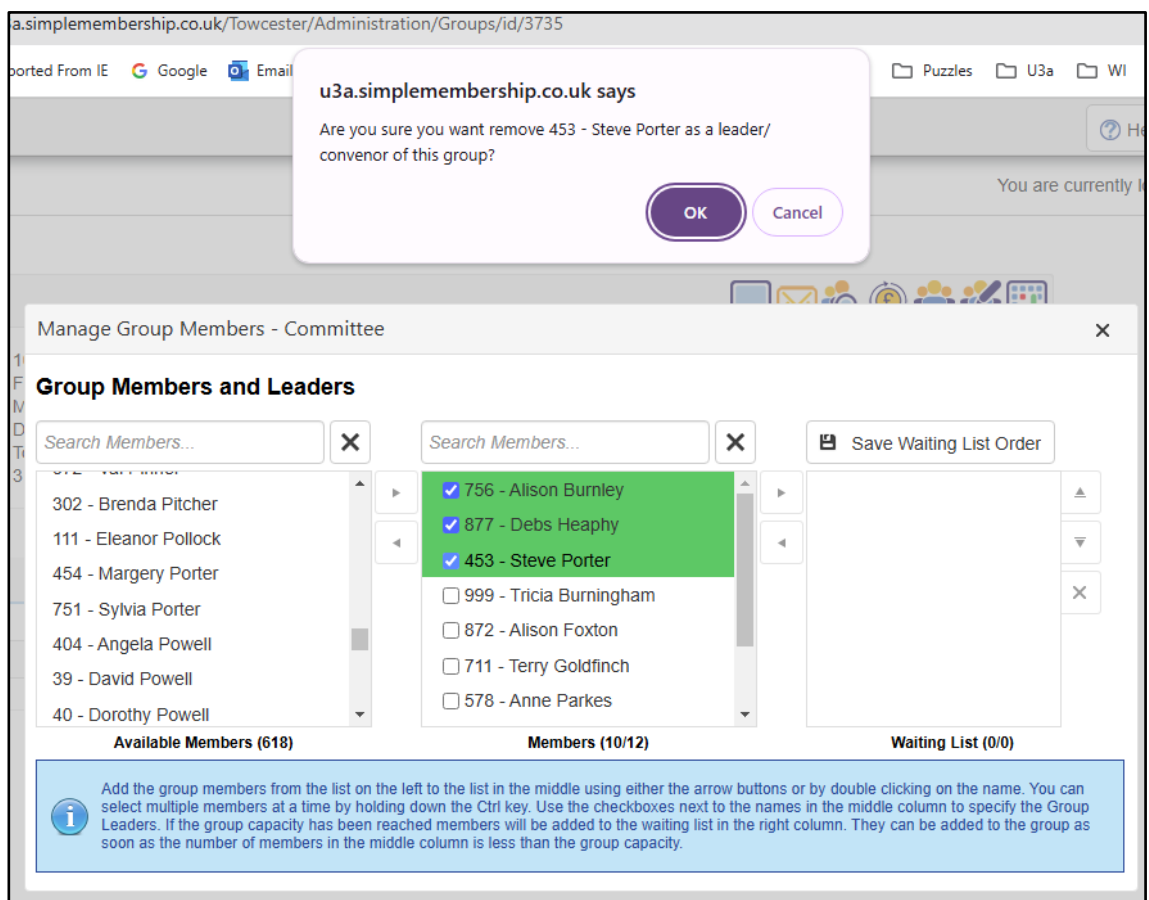 a.simplemembership.co.uk/Towcester/Administration/Groups/id/3735
ported From IE Google Email Puzzles U3a WI
u3a.simplemembership.co.uk says
Are you sure you want remove 453 - Steve Porter as a leader/
convenor of this group?
OK Cancel
He
You are currently l
Manage Group Members - Committee
Group Members and Leaders
Search Members...
302 - Brenda Pitcher
111 - Eleanor Pollock
454 - Margery Porter
751 - Sylvia Porter
404 - Angela Powell
39 - David Powell
40 - Dorothy Powell
Available Members (618)
Search Members...
756 - Alison Burnley
877 - Debs Heaphy
453 - Steve Porter
999 - Tricia Burningham
872 - Alison Foxton
711 - Terry Goldfinch
578 - Anne Parkes
Members (10/12)
Save Waiting List Order
Waiting List (0/0)
Add the group members from the list on the left to the list in the middle using either the arrow buttons or by double clicking on the name. You can
select multiple members at a time by holding down the Ctrl key. Use the checkboxes next to the names in the middle column to specify the Group
Leaders. If the group capacity has been reached members will be added to the waiting list in the right column. They can be added to the group as
soon as the number of members in the middle column is less than the group capacity.